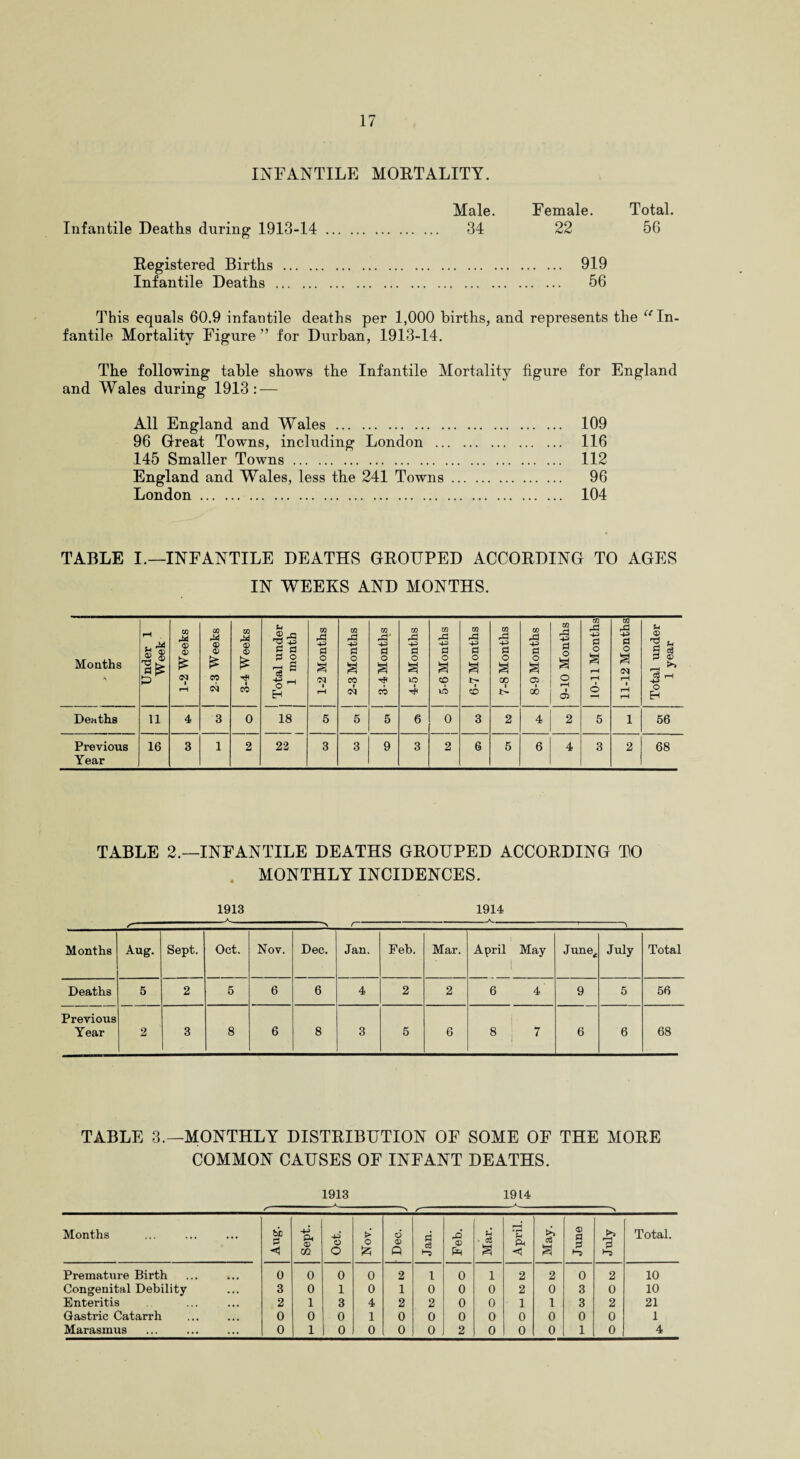 17
INFANTILE MORTALITY.
Male. Female. Total.
Infantile Deaths during 1913-14 ... ... ... ... ... 34 22 56
Registered Births ... ... ... ... ... ... ... ... ... ... 919
Infantile Deaths ... ... ... ... ... ... ... ... ... ... 56
This equals 60.9 infantile deaths per 1,000 births, and represents the “In-
fantile Mortality Figure” for Durban, 1913-14.
The following table shows the Infantile Mortality figure for England
and Wales during 1913:—
All England and Wales ... ... ... ... ... ... ... ... 109
96 Great Towns, including London ... ... ... ... ... 116
145 Smaller Towns ... ... ... ... ... ... ... ... ... 112
England and Wales, less the 241 Towns ... ... ... ... 96
London ... ... ... ... ... ... ... ... ... ... ... ... 104
TABLE I.—INFANTILE DEATHS GROUPED ACCORDING TO AGES
IN WEEKS AND MONTHS.
Months Under 1 Week 1-2 Weeks 2-3 Weeks 3-4 Weeks Total under 1 month 1-2 Months 2-3 Months 3-4 Months 4-5 Months 5-6 Months 6-7 Months 7-8 Months 8-9 Months 9-10 Months 10-11 Months 11-12 Months Total under 1 year
Deaths 11 4 3 0 18 5 5 5 6 0 3 2 4 2 5 1 56
Previous Year 16 3 1 2 22 3 3 9 3 2 6 5 6 4 3 2 68
TABLE 2.—INFANTILE DEATHS GROUPED ACCORDING TO
MONTHLY INCIDENCES.
1913 1914
Months Aug. Sept. Oct. Nov. Dec. Jan. Feb. Mar. April May June, July Total
Deaths 5 2 5 6 6 4 2 2 6 4 9 5 56
Previous Year 2 3 8 6 8 3 5 6 8 7 6 6 68
TABLE 3.—MONTHLY DISTRIBUTION OF SOME OF THE MORE
COMMON CAUSES OF INFANT DEATHS.
1913 1914
Months ... ... ... Aug. Sept. Oct. Nov. Dec. Jan. Feb. Mar. April. May. June July Total.
Premature Birth ... ... 0 0 0 0 2 1 0 1 2 2 0 2 10
Congenital Debility ... 3 0 1 0 1 0 0 0 2 0 3 0 10
Enteritis ... ... 2 1 3 4 2 2 0 0 1 1 3 2 21
Gastric Catarrh ... ... 0 0 0 1 0 0 0 0 0 0 0 0 1
Marasmus ... ... ... 0 1 0 0 0 0 2 0 0 0 1 0 4